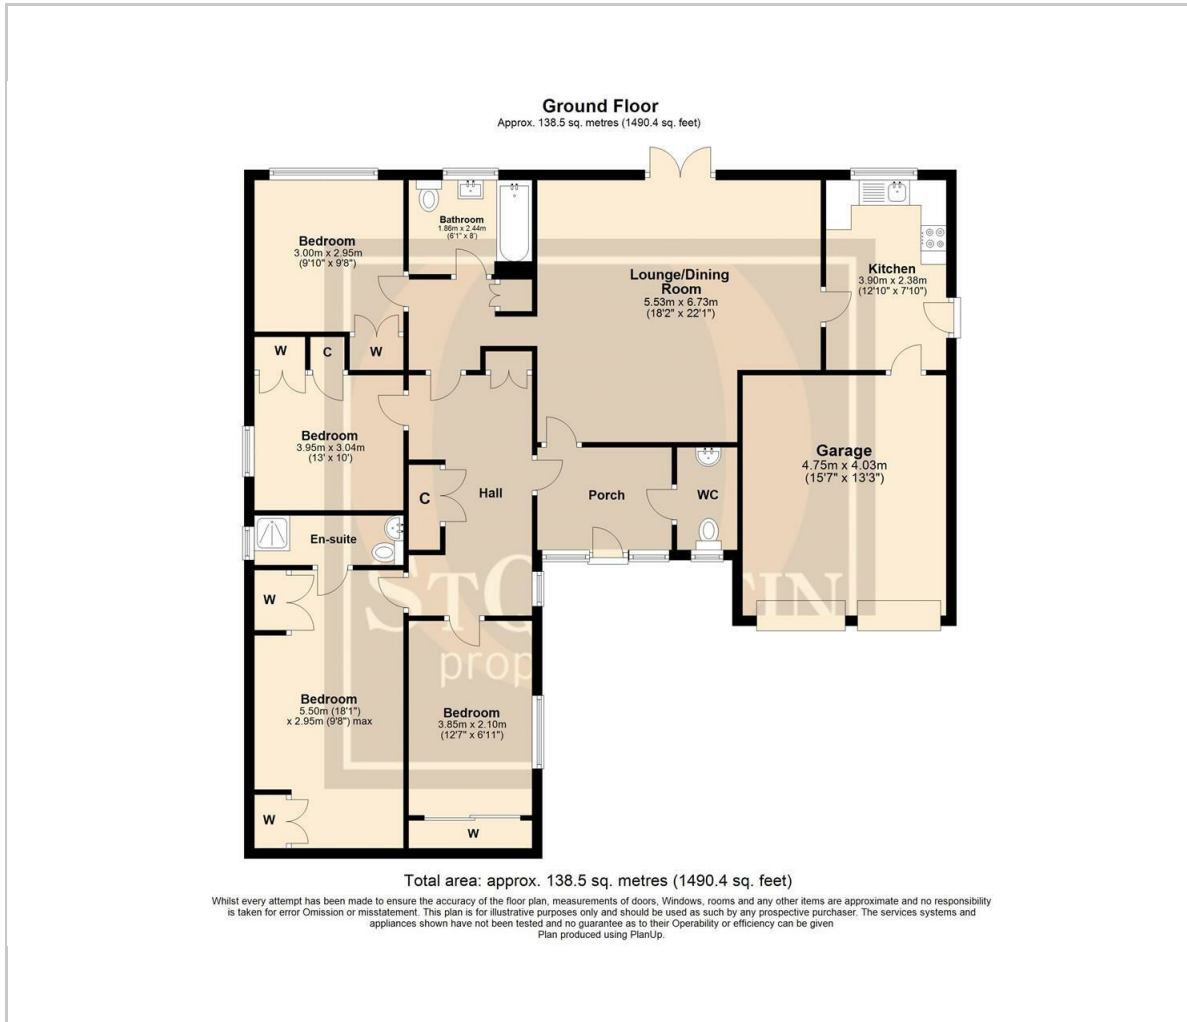 Ground Floor
Approx. 138.5 sq. metres (1490.4 sq. feet)
Bathroom
1.86m x 2.44m
(6'1" x 8')
Bedroom
3.00m x 2.95m
(9'10" x 9'8")
Lounge/Dining
Room
5.53m x 6.73m
(18'2" x 22'1")
Kitchen
3.90m x 2.38m
(12'10" x 7'10")
W
C
W
Bedroom
3.95m x 3.04m
(13' x 10')
Garage
4.75m x 4.03m
(15'7" x 13'3")
C
Hall
Porch
WC
En-suite
W
Bedroom
5.50m (18'1")
x 2.95m (9'8") max
Bedroom
3.85m x 2.10m
(12'7" x 6'11")
W
W
Total area: approx. 138.5 sq. metres (1490.4 sq. feet)
Whilst every attempt has been made to ensure the accuracy of the floor plan, measurements of doors, Windows, rooms and any other items are approximate and no responsibility
is taken for error Omission or misstatement. This plan is for illustrative purposes only and should be used as such by any prospective purchaser. The services systems and
appliances shown have not been tested and no guarantee as to their Operability or efficiency can be given
Plan produced using PlanUp.